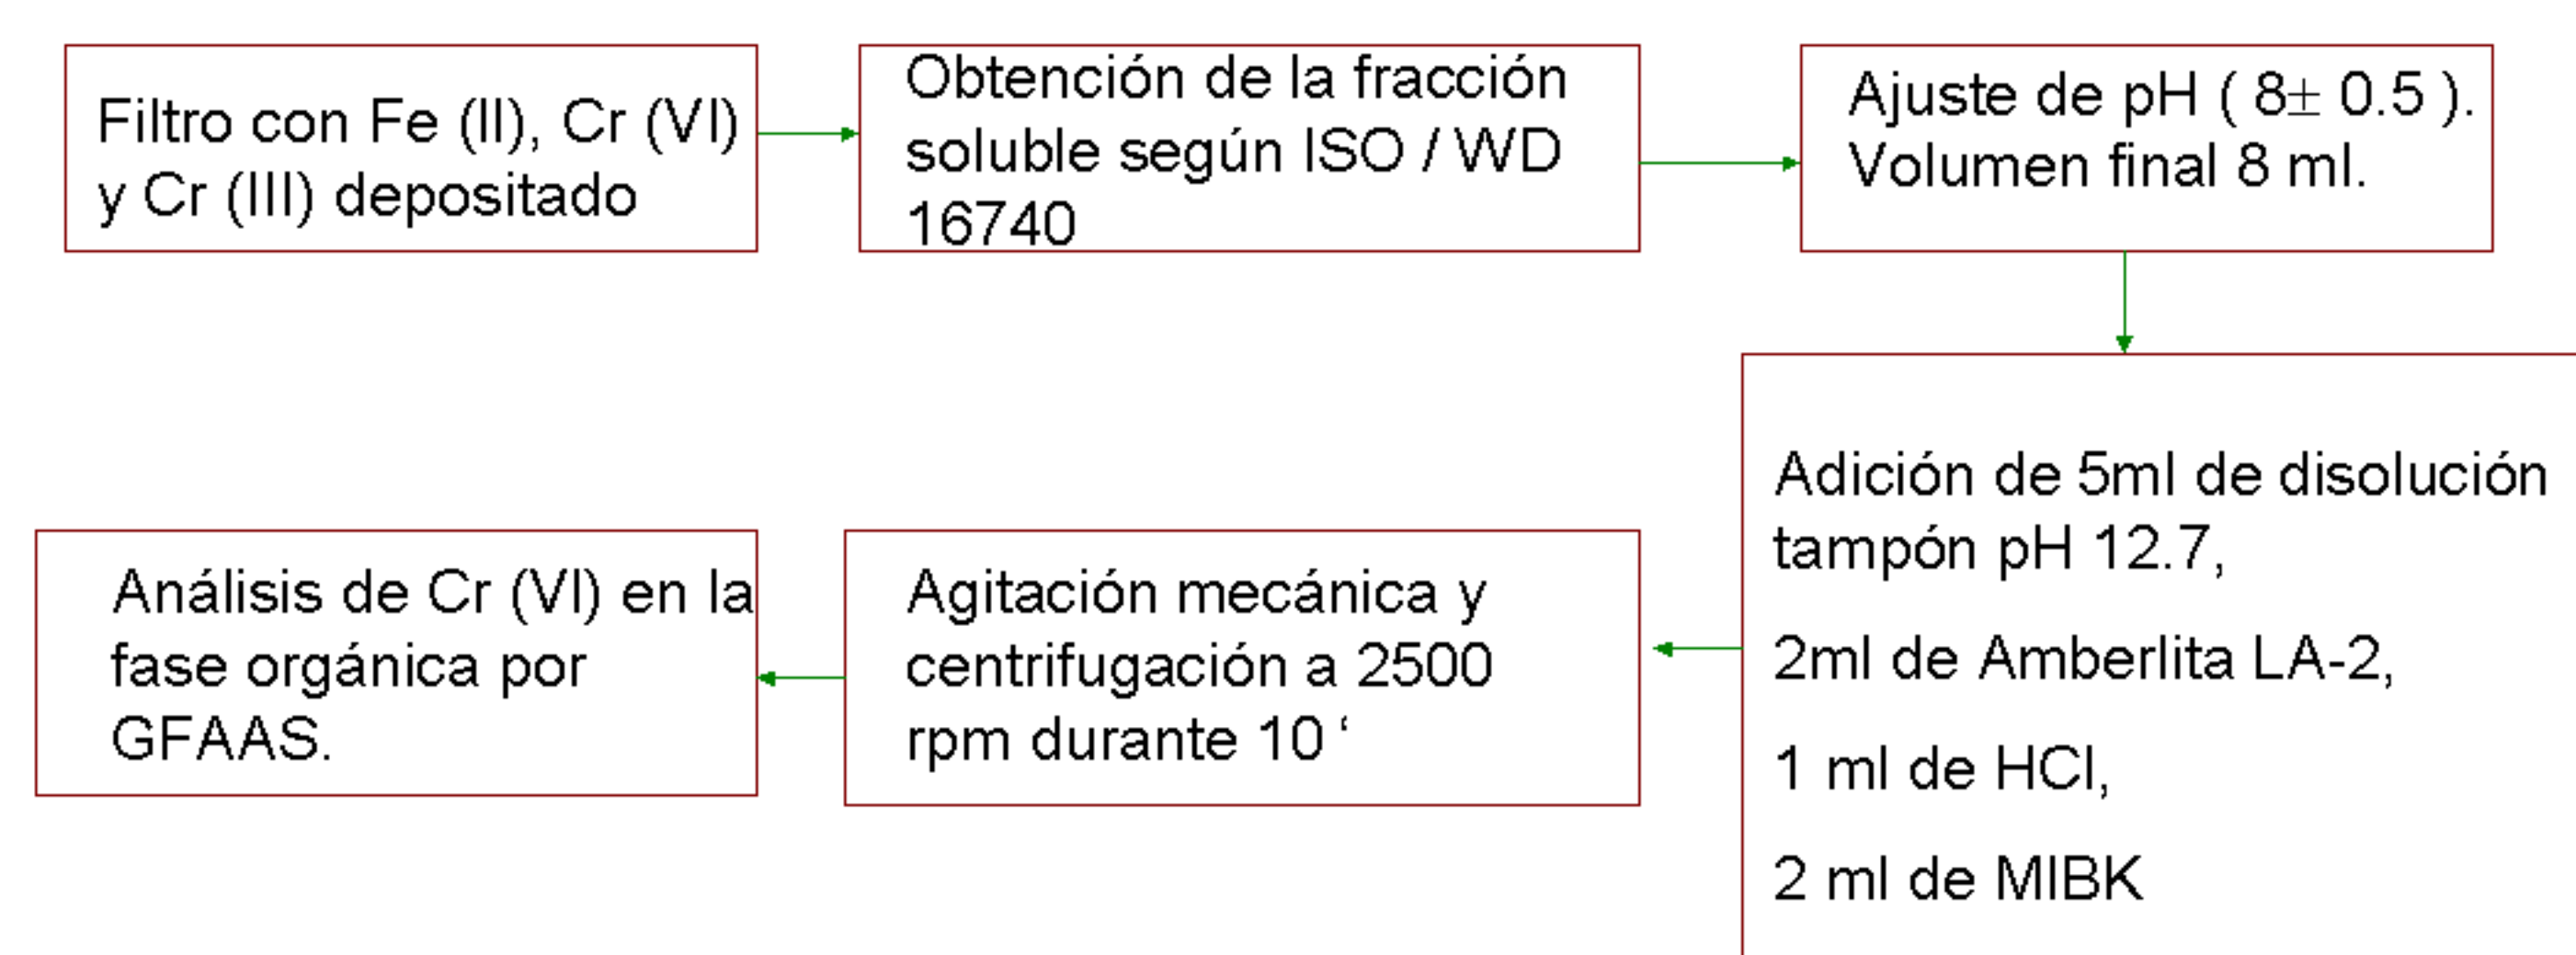 Filtro con Fe (II), Cr (VI)
y Cr (III) depositado
Obtención de la fracción
soluble según ISO / WD
16740
Ajuste de pH ( 8± 0.5 ).
Volumen final 8 ml.
Adición de 5ml de disolución
tampón pH 12.7,
2ml de Amberlita LA-2,
1 ml de HCl,
2 ml de MIBK
Agitación mecánica y
centrifugación a 2500
rpm durante 10 ‘
Análisis de Cr (VI) en la
fase orgánica por
GFAAS.